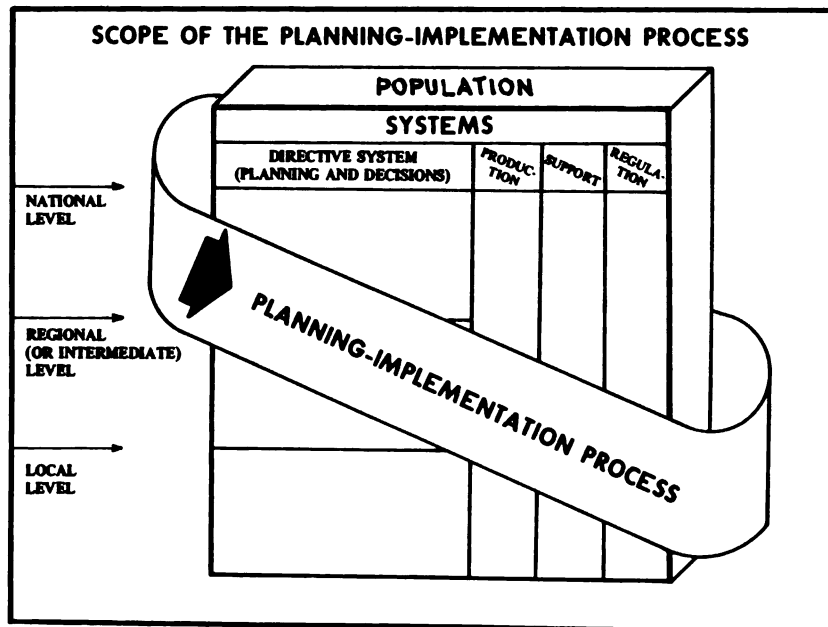 SCOPE OF THE PLANNING-IMPLEMENTATION PROCESS
POPULATION
SYSTEMS
DIRECTIVE SYSTEM
(PLANNING AND DECISIONS)
PRODUC-
TION
SUPPORT
REGULA-
TION
NATIONAL
LEVEL
REGIONAL
(OR INTERMEDIATE)
LEVEL
LOCAL
LEVEL
PLANNING-IMPLEMENTATION PROCESS